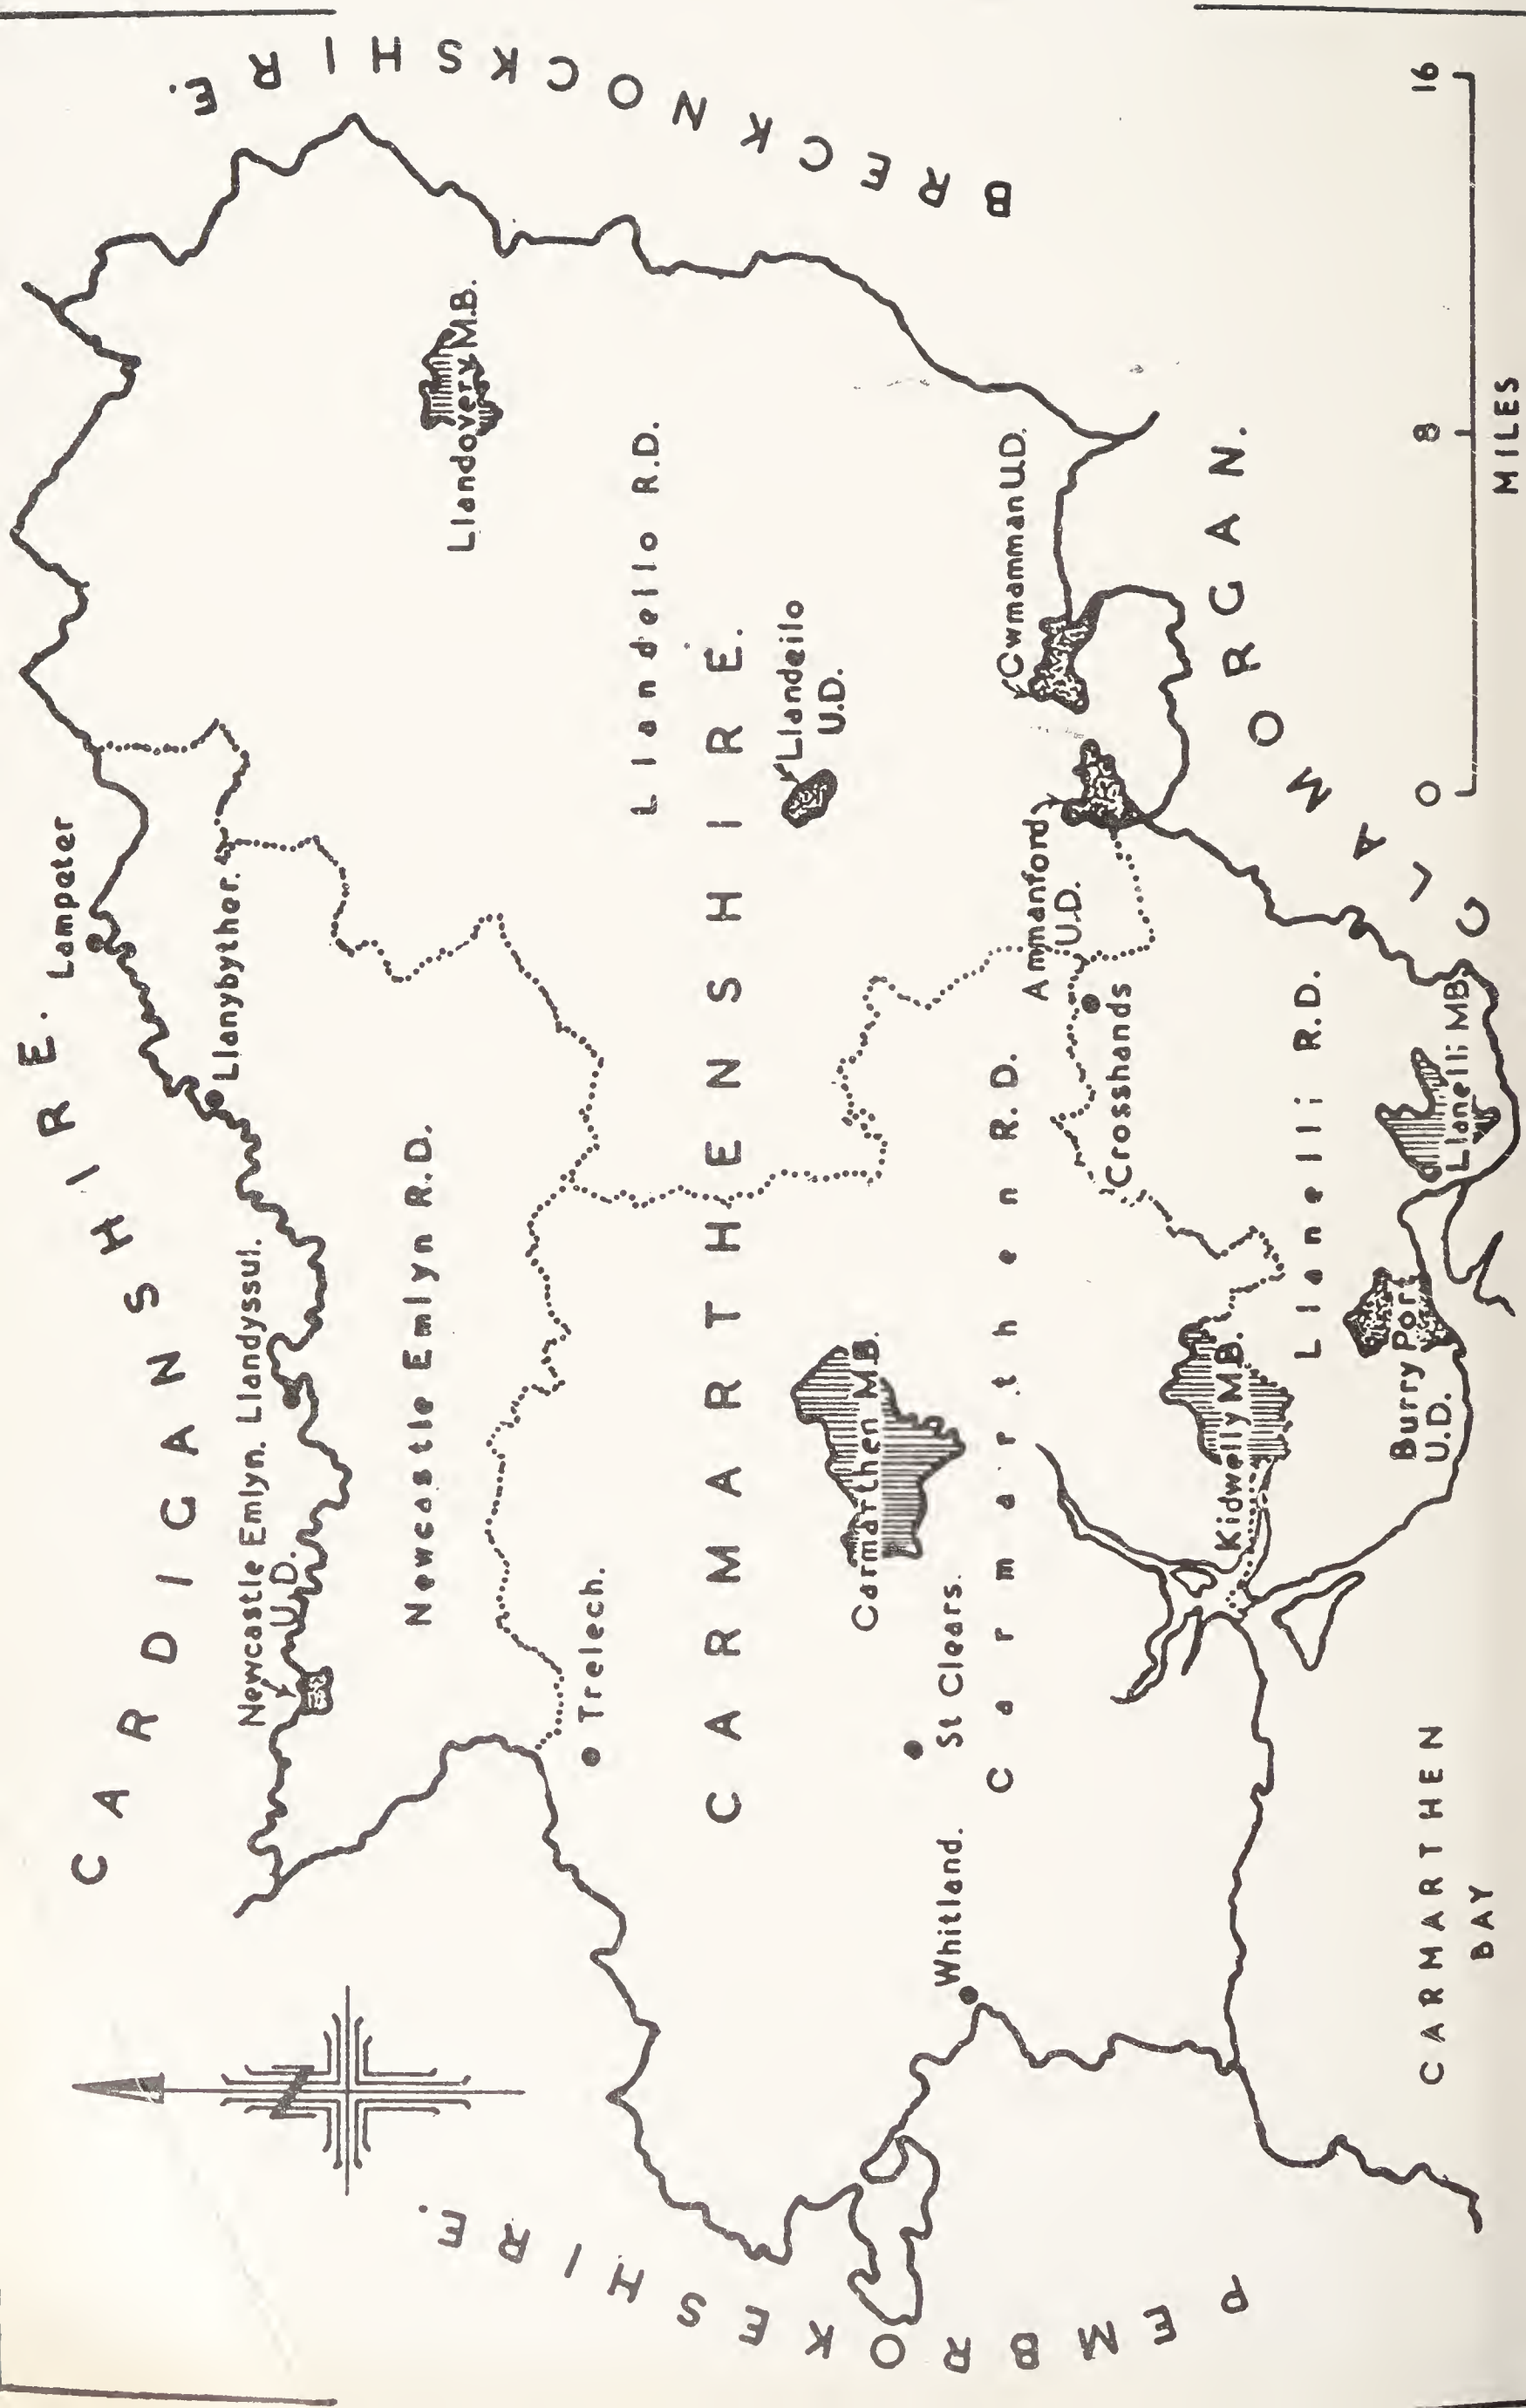 CARDIGANSHIRE.
BRECKNOCKSHIRE.
PEMBROKESHIRE.
GLAMORGAN.
CARMARTHENSHIRE.
CARMARTHEN
BAY
N
Lampeter
Llanybyther.
Newcastle Emlyn. Llandyssul.
U.D.
Newcastle Emlyn R.D.
Llandovery M.B.
Llandeilo R.D.
Trelech.
Llandeilo
U.D.
Carmarthen M.B.
St Clears.
Whitland.
Carmarthen R.D.
Cwmamman U.D.
Ammanford
U.D.
Crosshands
Kidwelly M.B.
Llanelli R.D.
Burry Port
U.D.
Llanelli MB.
0 8 16
MILES